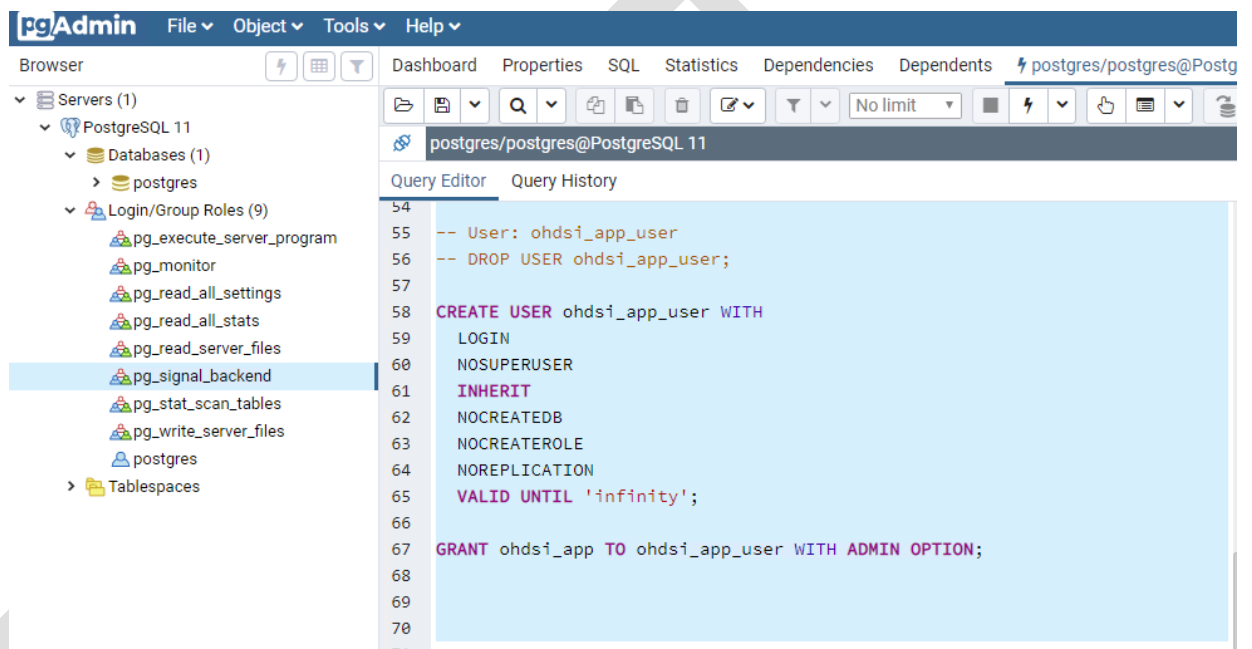 pgAdmin File Object Tools Help
Browser
Dashboard Properties SQL Statistics Dependencies Dependents postgres/postgres@Postg
Servers (1)
PostgreSQL 11
Databases (1)
postgres
Login/Group Roles (9)
pg_execute_server_program
pg_monitor
pg_read_all_settings
pg_read_all_stats
pg_read_server_files
pg_signal_backend
pg_stat_scan_tables
pg_write_server_files
postgres
Tablespaces
No limit
postgres/postgres@PostgreSQL 11
Query Editor Query History
54
55 -- User: ohdsi_app_user
56 -- DROP USER ohdsi_app_user;
57
58 CREATE USER ohdsi_app_user WITH
59 LOGIN
60 NOSUPERUSER
61 INHERIT
62 NOCREATEDB
63 NOCREATEROLE
64 NOREPLICATION
65 VALID UNTIL 'infinity';
66
67 GRANT ohdsi_app TO ohdsi_app_user WITH ADMIN OPTION;
68
69
70